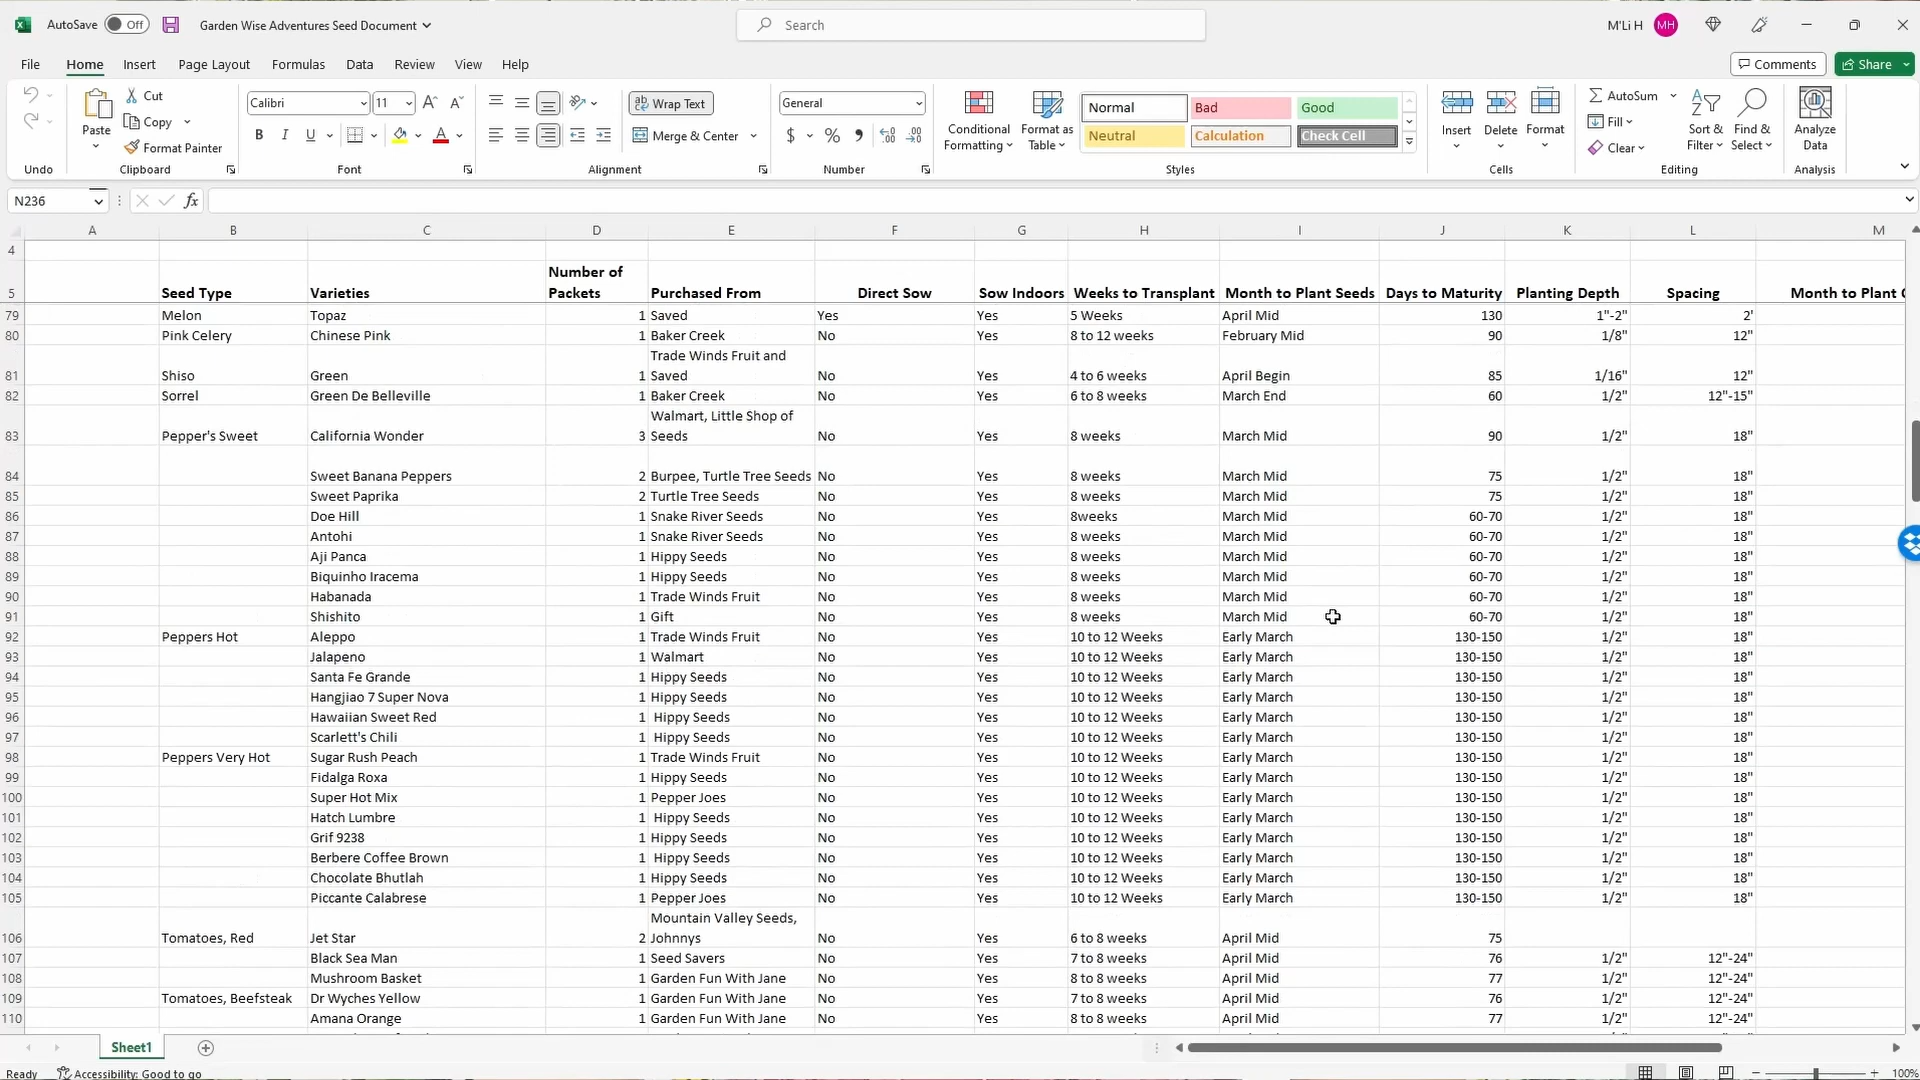 AutoSave Off Garden Wise Adventures Seed Document Search M'Li H MH
File Home Insert Page Layout Formulas Data Review View Help Comments Share
Cut Calibri 11 Wrap Text General Normal Bad Good AutoSum
Paste Copy Conditional Formatting Format as Table Insert Delete Format Fill Sort & Filter Find & Select Analyze Data
Format Painter B I U Merge & Center $ % Neutral Calculation Check Cell Clear
Undo Clipboard Font Alignment Number Styles Cells Editing Analysis
N236 fx
A B C D E F G H I J K L M
4
5 Seed Type Varieties Number of Packets Purchased From Direct Sow Sow Indoors Weeks to Transplant Month to Plant Seeds Days to Maturity Planting Depth Spacing Month to Plant
79 Melon Topaz 1 Saved Yes Yes 5 Weeks April Mid 130 1"-2" 2'
80 Pink Celery Chinese Pink 1 Baker Creek No Yes 8 to 12 weeks February Mid 90 1/8" 12"
81 Shiso Green 1 Trade Winds Fruit and Saved No Yes 4 to 6 weeks April Begin 85 1/16" 12"
82 Sorrel Green De Belleville 1 Baker Creek No Yes 6 to 8 weeks March End 60 1/2" 12"-15"
83 Pepper's Sweet California Wonder 3 Walmart, Little Shop of Seeds No Yes 8 weeks March Mid 90 1/2" 18"
84 Sweet Banana Peppers 2 Burpee, Turtle Tree Seeds No Yes 8 weeks March Mid 75 1/2" 18"
85 Sweet Paprika 2 Turtle Tree Seeds No Yes 8 weeks March Mid 75 1/2" 18"
86 Doe Hill 1 Snake River Seeds No Yes 8weeks March Mid 60-70 1/2" 18"
87 Antohi 1 Snake River Seeds No Yes 8 weeks March Mid 60-70 1/2" 18"
88 Aji Panca 1 Hippy Seeds No Yes 8 weeks March Mid 60-70 1/2" 18"
89 Biquinho Iracema 1 Hippy Seeds No Yes 8 weeks March Mid 60-70 1/2" 18"
90 Habanada 1 Trade Winds Fruit No Yes 8 weeks March Mid 60-70 1/2" 18"
91 Shishito 1 Gift No Yes 8 weeks March Mid 60-70 1/2" 18"
92 Peppers Hot Aleppo 1 Trade Winds Fruit No Yes 10 to 12 Weeks Early March 130-150 1/2" 18"
93 Jalapeno 1 Walmart No Yes 10 to 12 Weeks Early March 130-150 1/2" 18"
94 Santa Fe Grande 1 Hippy Seeds No Yes 10 to 12 Weeks Early March 130-150 1/2" 18"
95 Hangjiao 7 Super Nova 1 Hippy Seeds No Yes 10 to 12 Weeks Early March 130-150 1/2" 18"
96 Hawaiian Sweet Red 1 Hippy Seeds No Yes 10 to 12 Weeks Early March 130-150 1/2" 18"
97 Scarlett's Chili 1 Hippy Seeds No Yes 10 to 12 Weeks Early March 130-150 1/2" 18"
98 Peppers Very Hot Sugar Rush Peach 1 Trade Winds Fruit No Yes 10 to 12 Weeks Early March 130-150 1/2" 18"
99 Fidalga Roxa 1 Hippy Seeds No Yes 10 to 12 Weeks Early March 130-150 1/2" 18"
100 Super Hot Mix 1 Pepper Joes No Yes 10 to 12 Weeks Early March 130-150 1/2" 18"
101 Hatch Lumbre 1 Hippy Seeds No Yes 10 to 12 Weeks Early March 130-150 1/2" 18"
102 Grif 9238 1 Hippy Seeds No Yes 10 to 12 Weeks Early March 130-150 1/2" 18"
103 Berbere Coffee Brown 1 Hippy Seeds No Yes 10 to 12 Weeks Early March 130-150 1/2" 18"
104 Chocolate Bhutlah 1 Hippy Seeds No Yes 10 to 12 Weeks Early March 130-150 1/2" 18"
105 Piccante Calabrese 1 Pepper Joes No Yes 10 to 12 Weeks Early March 130-150 1/2" 18"
106 Tomatoes, Red Jet Star 2 Mountain Valley Seeds, Johnnys No Yes 6 to 8 weeks April Mid 75
107 Black Sea Man 1 Seed Savers No Yes 7 to 8 weeks April Mid 76 1/2" 12"-24"
108 Mushroom Basket 1 Garden Fun With Jane No Yes 8 to 8 weeks April Mid 77 1/2" 12"-24"
109 Tomatoes, Beefsteak Dr Wyches Yellow 1 Garden Fun With Jane No Yes 7 to 8 weeks April Mid 76 1/2" 12"-24"
110 Amana Orange 1 Garden Fun With Jane No Yes 8 to 8 weeks April Mid 77 1/2" 12"-24"
Sheet1
Ready Accessibility: Good to go 100%